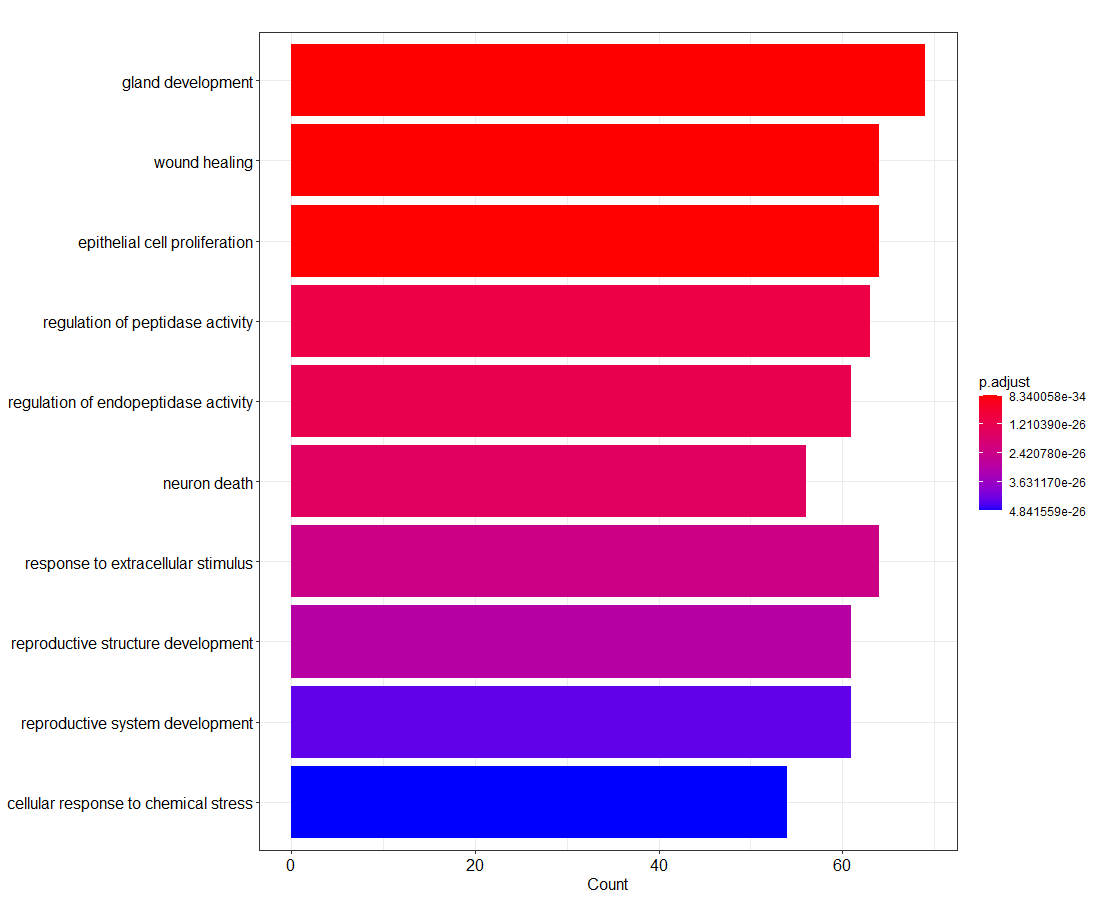 gland development
wound healing
epithelial cell proliferation
regulation of peptidase activity
regulation of endopeptidase activity
neuron death
response to extracellular stimulus
reproductive structure development
reproductive system development
cellular response to chemical stress
0
20
40
60
Count
p.adjust
8.340058e-34
1.210390e-26
2.420780e-26
3.631170e-26
4.841559e-26